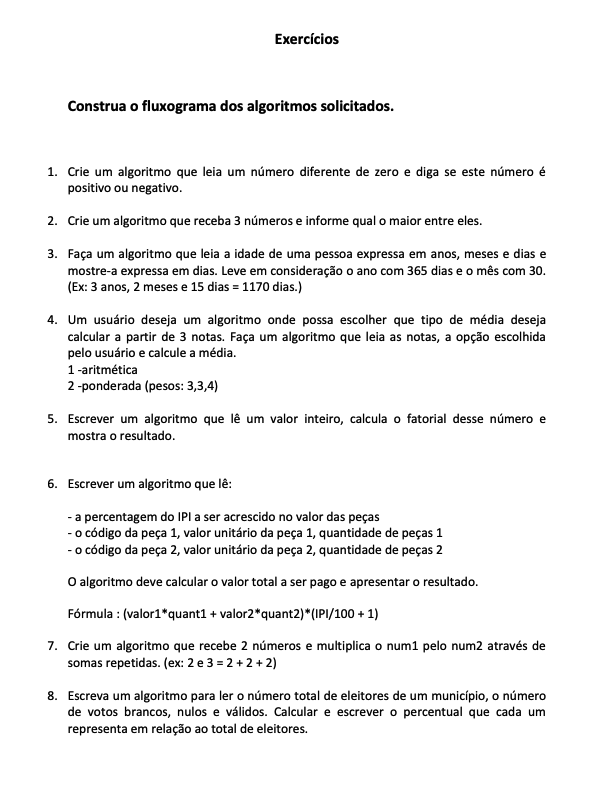 Exercícios
Construa o fluxograma dos algoritmos solicitados.
1. Crie um algoritmo que leia um número diferente de zero e diga se este número é
positivo ou negativo.
2. Crie um algoritmo que receba 3 números e informe qual o maior entre eles.
3. Faça um algoritmo que leia a idade de uma pessoa expressa em anos, meses e dias e
mostre-a expressa em dias. Leve em consideração o ano com 365 dias e o mês com 30.
(Ex: 3 anos, 2 meses e 15 dias = 1170 dias.)
4. Um usuário deseja um algoritmo onde possa escolher que tipo de média deseja
calcular a partir de 3 notas. Faça um algoritmo que leia as notas, a opção escolhida
pelo usuário e calcule a média.
1 -aritmética
2 -ponderada (pesos: 3,3,4)
5. Escrever um algoritmo que lê um valor inteiro, calcula o fatorial desse número e
mostra o resultado.
6. Escrever um algoritmo que lê:
- a percentagem do IPI a ser acrescido no valor das peças
- o código da peça 1, valor unitário da peça 1, quantidade de peças 1
- o código da peça 2, valor unitário da peça 2, quantidade de peças 2
O algoritmo deve calcular o valor total a ser pago e apresentar o resultado.
Fórmula : (valor1*quant1 + valor2*quant2)*(IPI/100 + 1)
7. Crie um algoritmo que recebe 2 números e multiplica o num1 pelo num2 através de
somas repetidas. (ex: 2 e 3 = 2 + 2 + 2)
8. Escreva um algoritmo para ler o número total de eleitores de um município, o número
de votos brancos, nulos e válidos. Calcular e escrever o percentual que cada um
representa em relação ao total de eleitores.